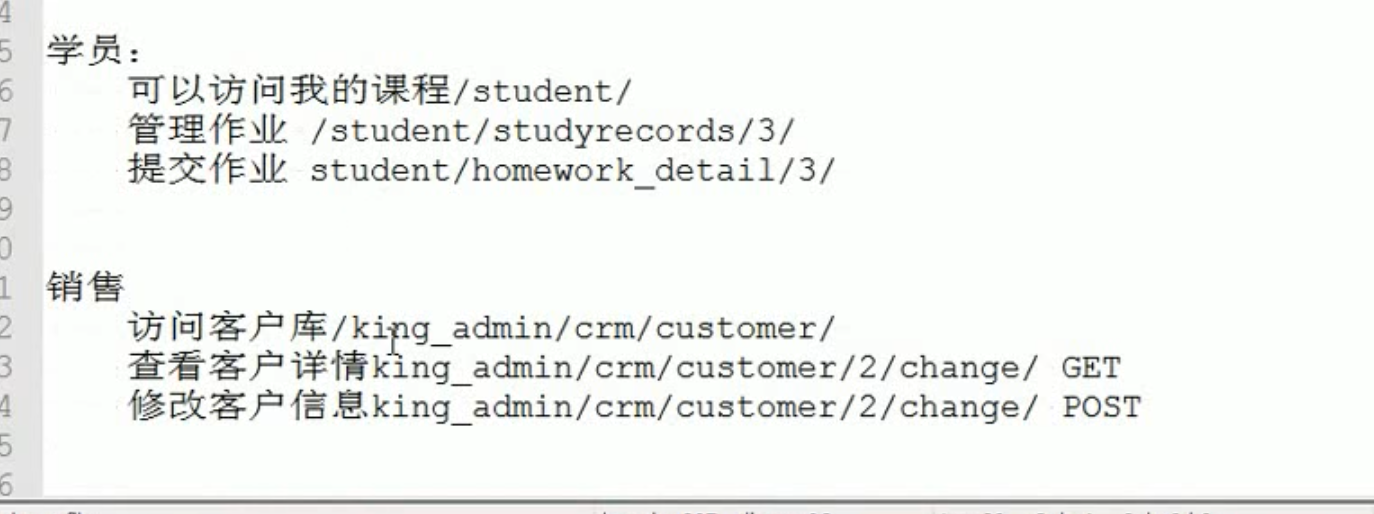 4
5 学员:
6 可以访问我的课程/student/
7 管理作业 /student/studyrecords/3/
8 提交作业 student/homework_detail/3/
9
0
1 销售
2 访问客户库/king_admin/crm/customer/
3 查看客户详情king_admin/crm/customer/2/change/ GET
4 修改客户信息king_admin/crm/customer/2/change/ POST
5
6